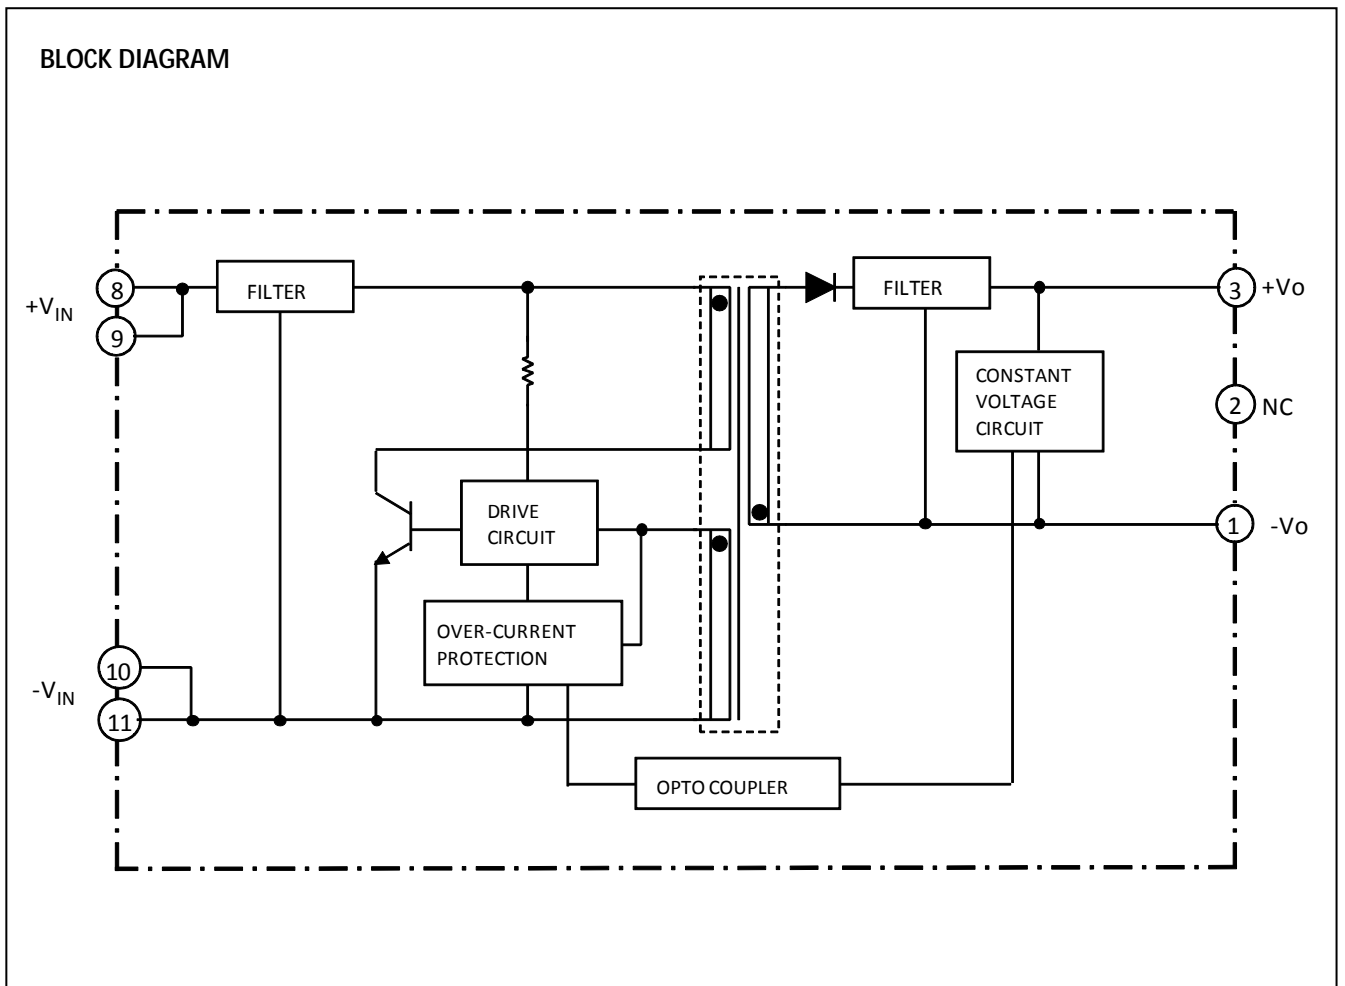 BLOCK DIAGRAM
8
+VIN
9
FILTER
FILTER
3
+Vo
CONSTANT
VOLTAGE
CIRCUIT
2
NC
DRIVE
CIRCUIT
1
-Vo
OVER-CURRENT
PROTECTION
10
-VIN
11
OPTO COUPLER